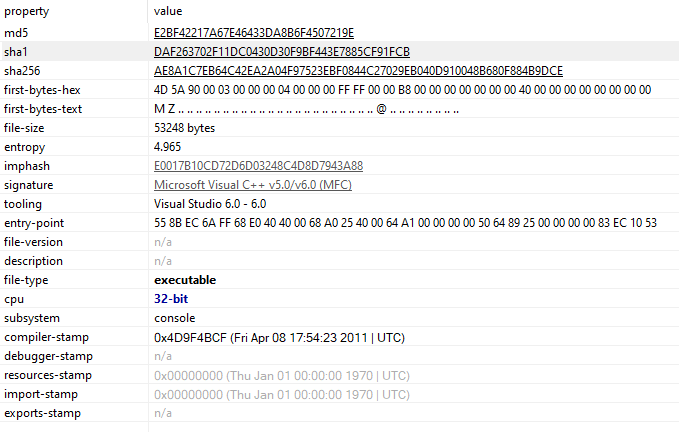 property value
md5 E2BF42217A67E46433DA8B6F4507219E
sha1 DAF263702F11DC0430D30F9BF443E7885CF91FCB
sha256 AE8A1C7EB64C42EA2A04F97523EBF0844C27029EB040D910048B680F884B9DCE
first-bytes-hex 4D 5A 90 00 03 00 00 00 04 00 00 00 FF FF 00 00 B8 00 00 00 00 00 00 00 40 00 00 00 00 00 00 00
first-bytes-text M Z .. .. .. .. .. .. .. .. .. .. .. .. .. .. .. .. .. .. .. .. .. .. @ .. .. .. .. .. .. ..
file-size 53248 bytes
entropy 4.965
imphash E0017B10CD72D6D03248C4D8D7943A88
signature Microsoft Visual C++ v5.0/v6.0 (MFC)
tooling Visual Studio 6.0 - 6.0
entry-point 55 8B EC 6A FF 68 E0 40 40 00 68 A0 25 40 00 64 A1 00 00 00 00 50 64 89 25 00 00 00 00 83 EC 10 53
file-version n/a
description n/a
file-type executable
cpu 32-bit
subsystem console
compiler-stamp 0x4D9F4BCF (Fri Apr 08 17:54:23 2011 | UTC)
debugger-stamp n/a
resources-stamp 0x00000000 (Thu Jan 01 00:00:00 1970 | UTC)
import-stamp 0x00000000 (Thu Jan 01 00:00:00 1970 | UTC)
exports-stamp n/a